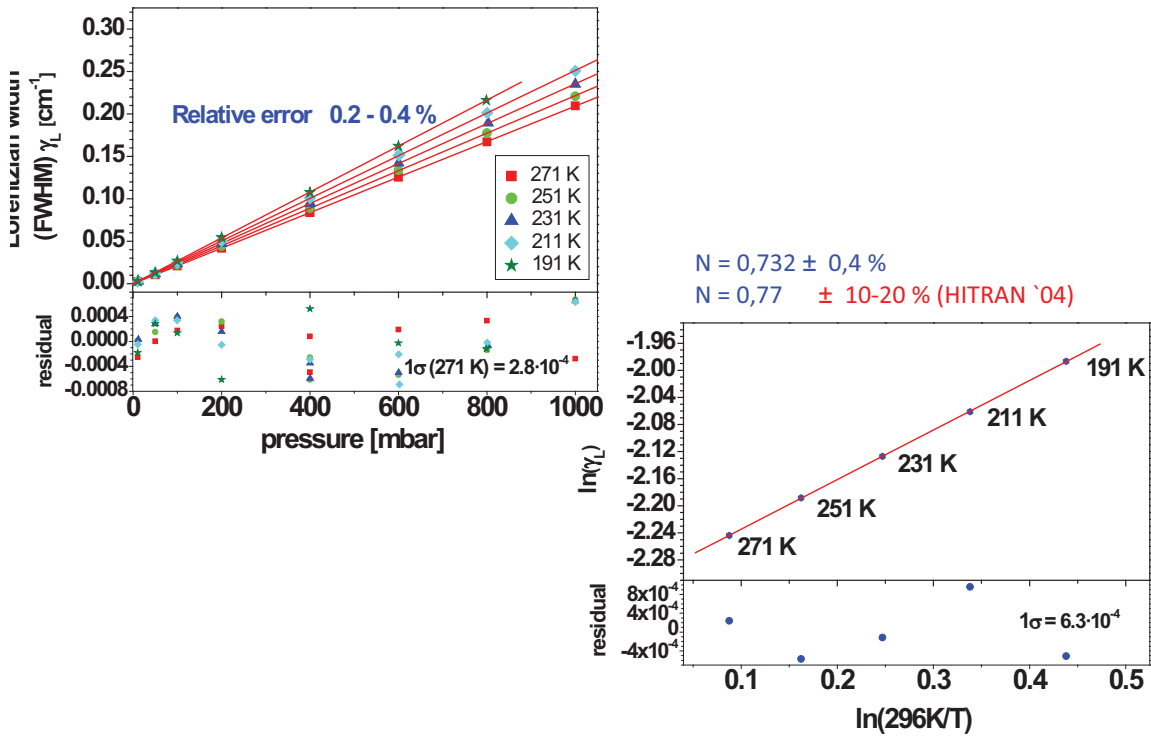 Lorentzian width
(FWHM) γL [cm-1]
0.30
0.25
0.20
0.15
0.10
0.05
0.00
Relative error 0.2 - 0.4 %
271 K
251 K
231 K
211 K
191 K
residual
0.0004
0.0000
-0.0004
-0.0008
1σ (271 K) = 2.8·10-4
0 200 400 600 800 1000
pressure [mbar]
N = 0,732 ± 0,4 %
N = 0,77 ± 10-20 % (HITRAN `04)
ln(γL)
-1.96
-2.00
-2.04
-2.08
-2.12
-2.16
-2.20
-2.24
-2.28
191 K
211 K
231 K
251 K
271 K
residual
8x10-4
4x10-4
0
-4x10-4
1σ = 6.3·10-4
0.1 0.2 0.3 0.4 0.5
ln(296K/T)